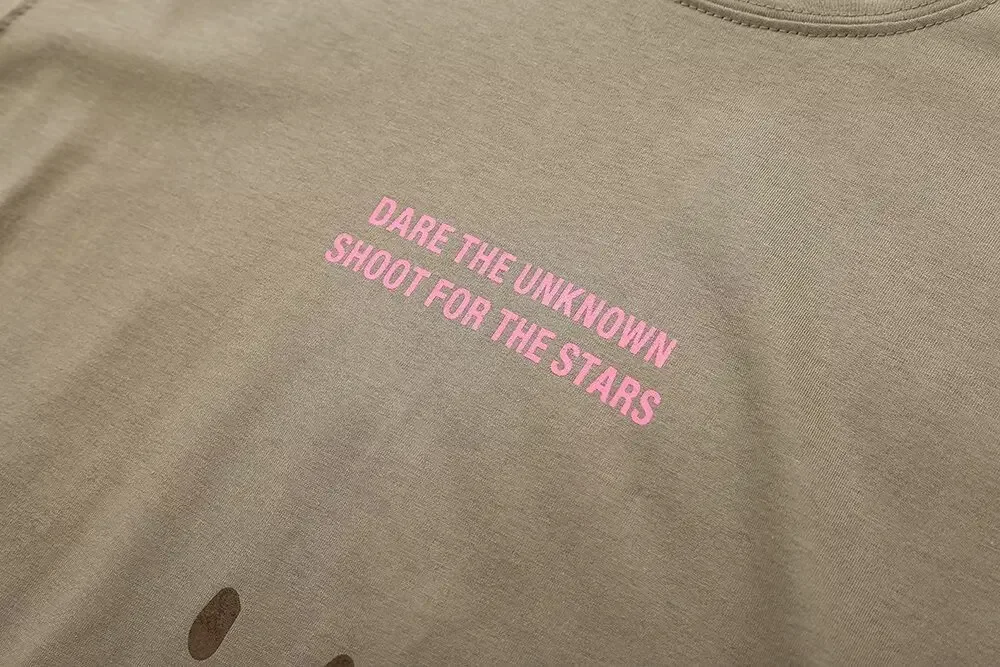 DARE THE UNKNOWN
SHOOT FOR THE STARS